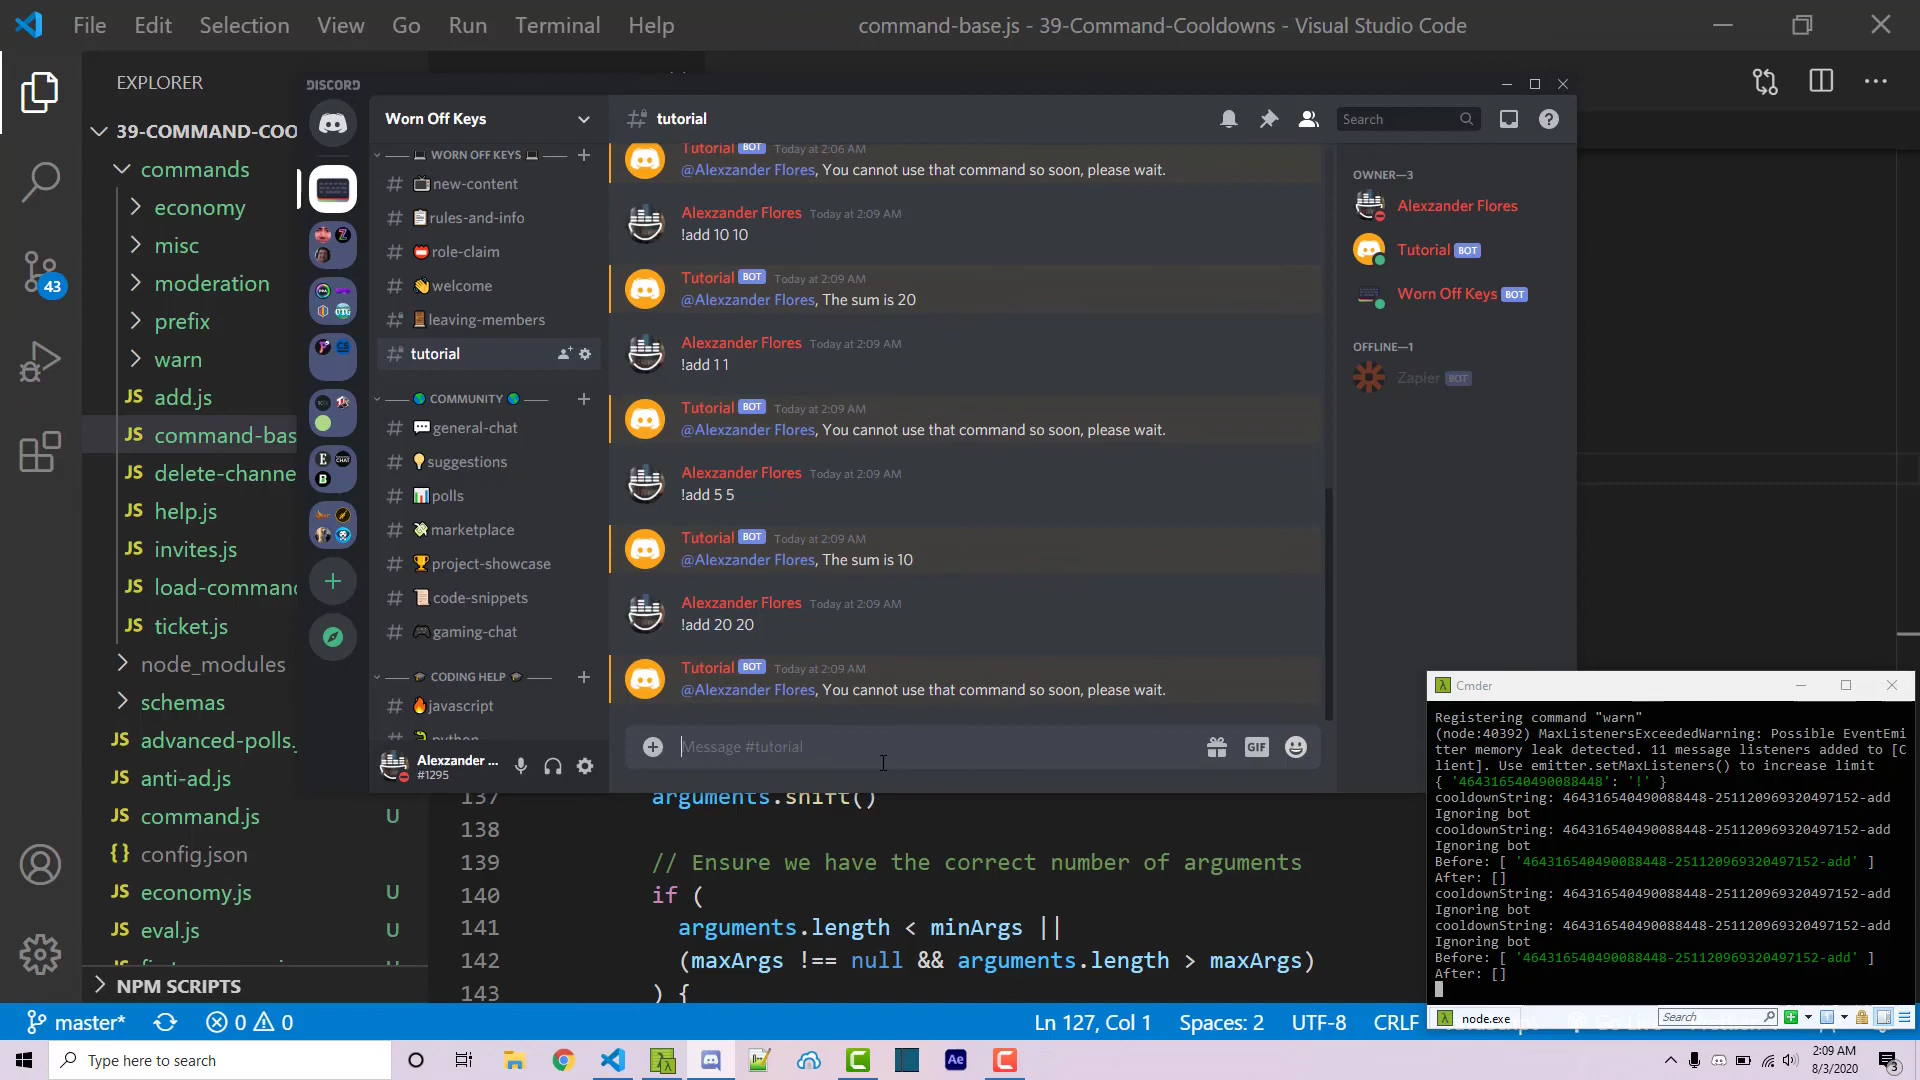 File Edit Selection View Go Run Terminal Help
command-base.js - 39-Command-Cooldowns - Visual Studio Code
EXPLORER
39-COMMAND-COO
commands
economy
misc
moderation
prefix
warn
JS add.js
JS command-bas
JS delete-channe
JS help.js
JS invites.js
JS load-comman
JS ticket.js
node_modules
schemas
JS advanced-polls.
JS anti-ad.js
JS command.js U
{} config.json
JS economy.js U
JS eval.js U
NPM SCRIPTS
43
DISCORD
Worn Off Keys
WORN OFF KEYS
new-content
rules-and-info
role-claim
welcome
leaving-members
tutorial
COMMUNITY
general-chat
suggestions
polls
marketplace
project-showcase
code-snippets
gaming-chat
CODING HELP
javascript
python
Alexzander ...
#1295
tutorial
Search
Tutorial BOT Today at 2:06 AM
@Alexzander Flores, You cannot use that command so soon, please wait.
Alexzander Flores Today at 2:09 AM
!add 10 10
Tutorial BOT Today at 2:09 AM
@Alexzander Flores, The sum is 20
Alexzander Flores Today at 2:09 AM
!add 1 1
Tutorial BOT Today at 2:09 AM
@Alexzander Flores, You cannot use that command so soon, please wait.
Alexzander Flores Today at 2:09 AM
!add 5 5
Tutorial BOT Today at 2:09 AM
@Alexzander Flores, The sum is 10
Alexzander Flores Today at 2:09 AM
!add 20 20
Tutorial BOT Today at 2:09 AM
@Alexzander Flores, You cannot use that command so soon, please wait.
Message #tutorial
GIF
OWNER—3
Alexzander Flores
Tutorial BOT
Worn Off Keys BOT
OFFLINE—1
Zapier BOT
137 arguments.shift()
138
139 // Ensure we have the correct number of arguments
140 if (
141 arguments.length < minArgs ||
142 (maxArgs !== null && arguments.length > maxArgs)
143 ) {
Cmder
Registering command "warn"
(node:40392) MaxListenersExceededWarning: Possible EventEmi
tter memory leak detected. 11 message listeners added to [C
lient]. Use emitter.setMaxListeners() to increase limit
{ '464316540490088448': '!' }
cooldownString: 464316540490088448-251120969320497152-add
Ignoring bot
cooldownString: 464316540490088448-251120969320497152-add
Ignoring bot
Before: [ '464316540490088448-251120969320497152-add' ]
After: []
cooldownString: 464316540490088448-251120969320497152-add
Ignoring bot
cooldownString: 464316540490088448-251120969320497152-add
Ignoring bot
Before: [ '464316540490088448-251120969320497152-add' ]
After: []
node.exe
Search
master* 0 0
Ln 127, Col 1 Spaces: 2 UTF-8 CRLF
Type here to search
Ae
2:09 AM
8/3/2020
3